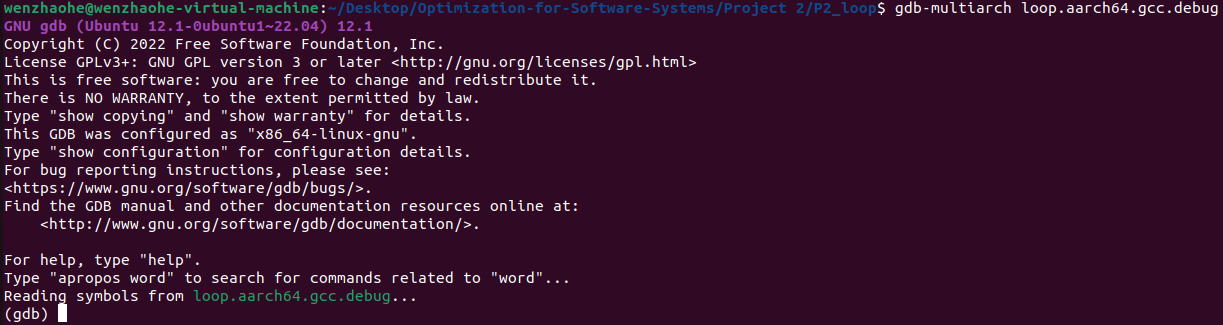 wenzhaohe@wenzhaohe-virtual-machine:~/Desktop/Optimization-for-Software-Systems/Project 2/P2_loop$ gdb-multiarch loop.aarch64.gcc.debug
GNU gdb (Ubuntu 12.1-0ubuntu1~22.04) 12.1
Copyright (C) 2022 Free Software Foundation, Inc.
License GPLv3+: GNU GPL version 3 or later <http://gnu.org/licenses/gpl.html>
This is free software: you are free to change and redistribute it.
There is NO WARRANTY, to the extent permitted by law.
Type "show copying" and "show warranty" for details.
This GDB was configured as "x86_64-linux-gnu".
Type "show configuration" for configuration details.
For bug reporting instructions, please see:
<https://www.gnu.org/software/gdb/bugs/>.
Find the GDB manual and other documentation resources online at:
    <http://www.gnu.org/software/gdb/documentation/>.

For help, type "help".
Type "apropos word" to search for commands related to "word"...
Reading symbols from loop.aarch64.gcc.debug...
(gdb)